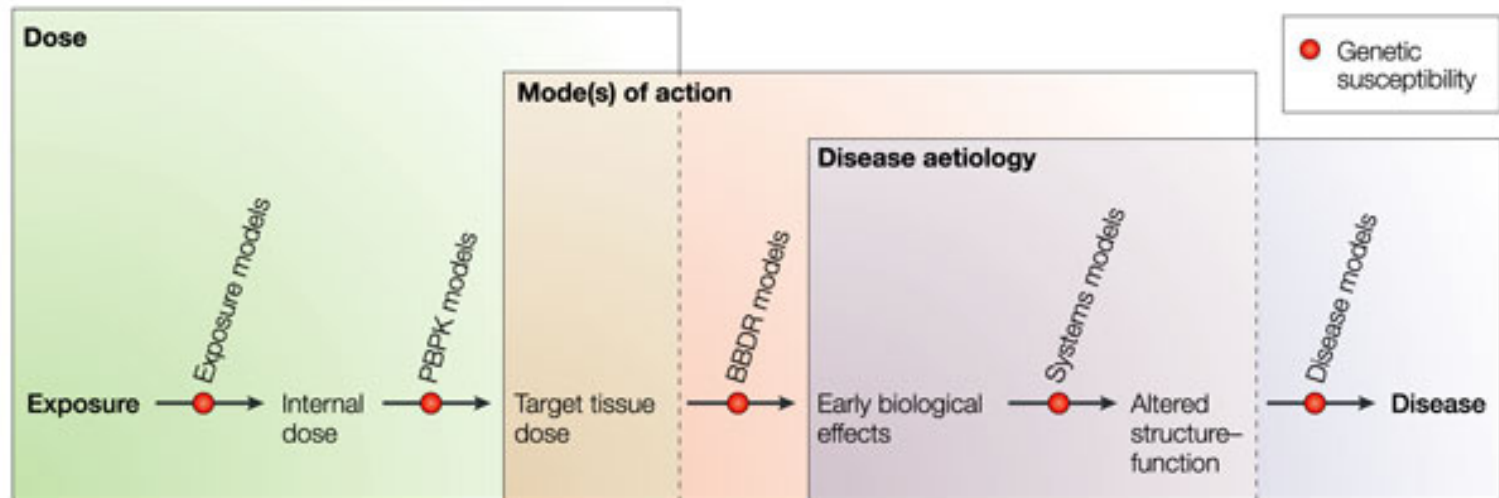 Dose
Genetic
susceptibility
Mode(s) of action
Disease aetiology
Exposure models
PBPK models
BBDR models
Systems models
Disease models
Exposure
Internal
dose
Target tissue
dose
Early biological
effects
Altered
structure–
function
Disease